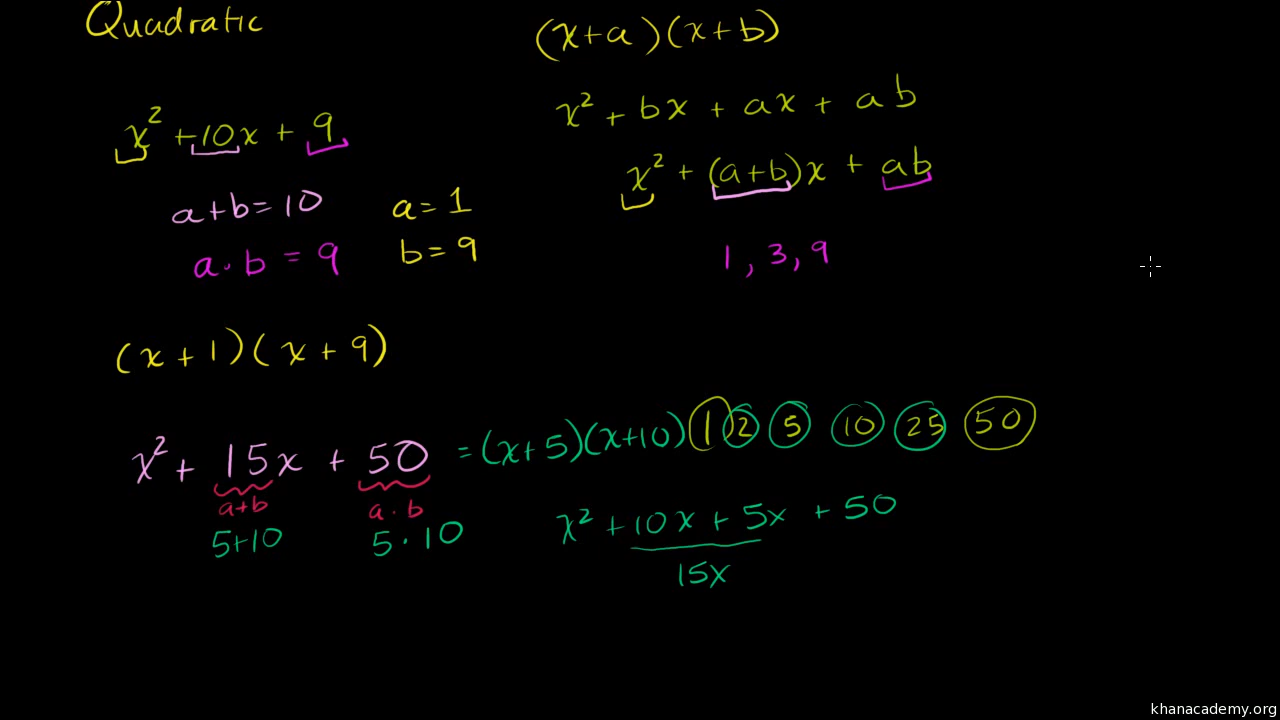 Quadratic
(x+a)(x+b)
x² + bx + ax + ab
x² + 10x + 9
x² + (a+b)x + ab
a+b = 10
a = 1
a · b = 9
b = 9
1, 3, 9
(x + 1)(x + 9)
x² + 15x + 50 = (x+5)(x+10) 1 2 5 10 25 50
a+b
a · b
5+10
5 · 10
x² + 10x + 5x + 50
15x
khanacademy.org